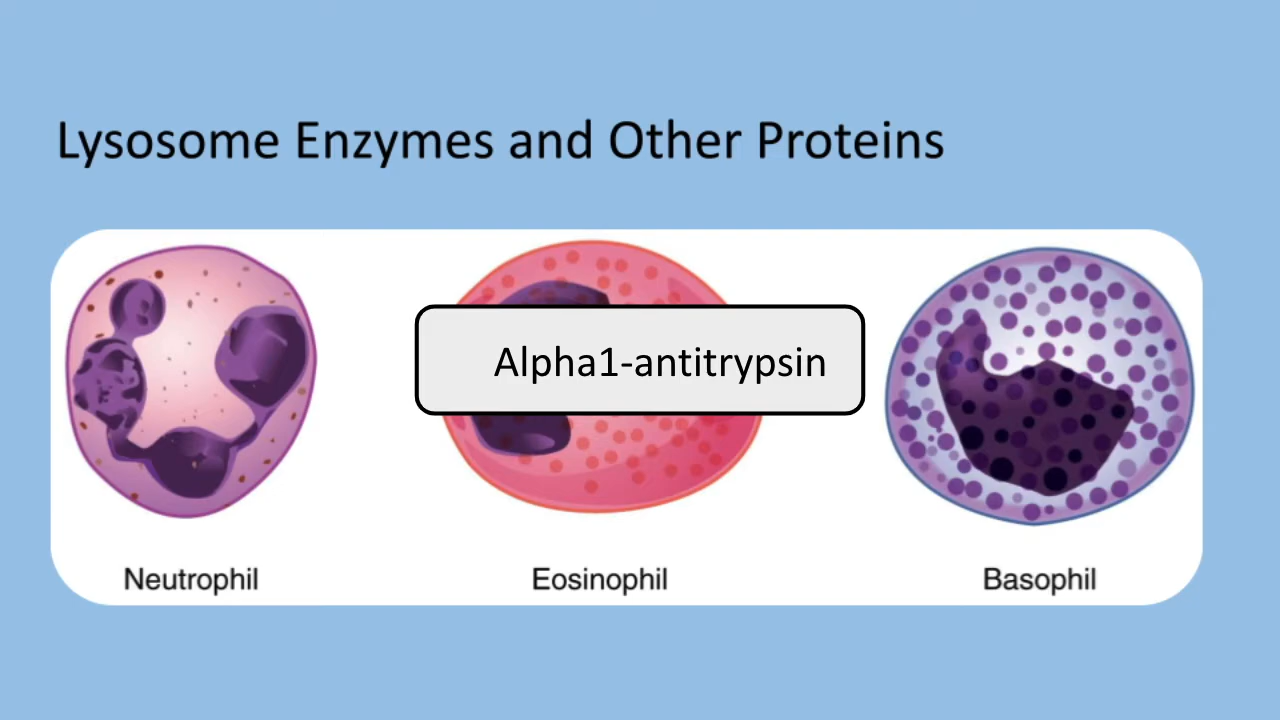 Lysosome Enzymes and Other Proteins
Alpha1-antitrypsin
Neutrophil
Eosinophil
Basophil